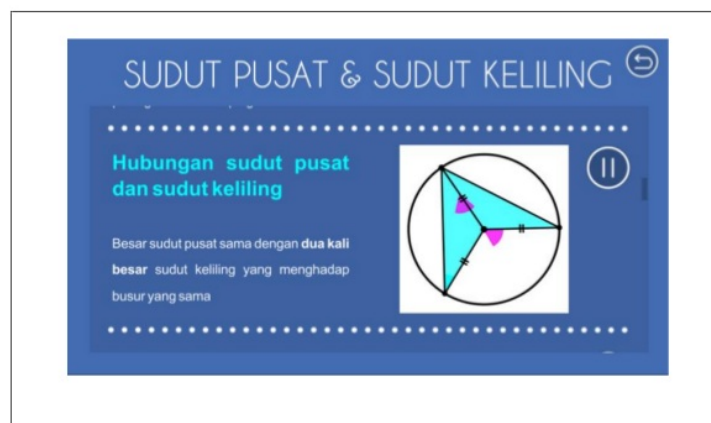 SUDUT PUSAT & SUDUT KELILING
Hubungan sudut pusat
dan sudut keliling
Besar sudut pusat sama dengan dua kali
besar sudut keliling yang menghadap
busur yang sama